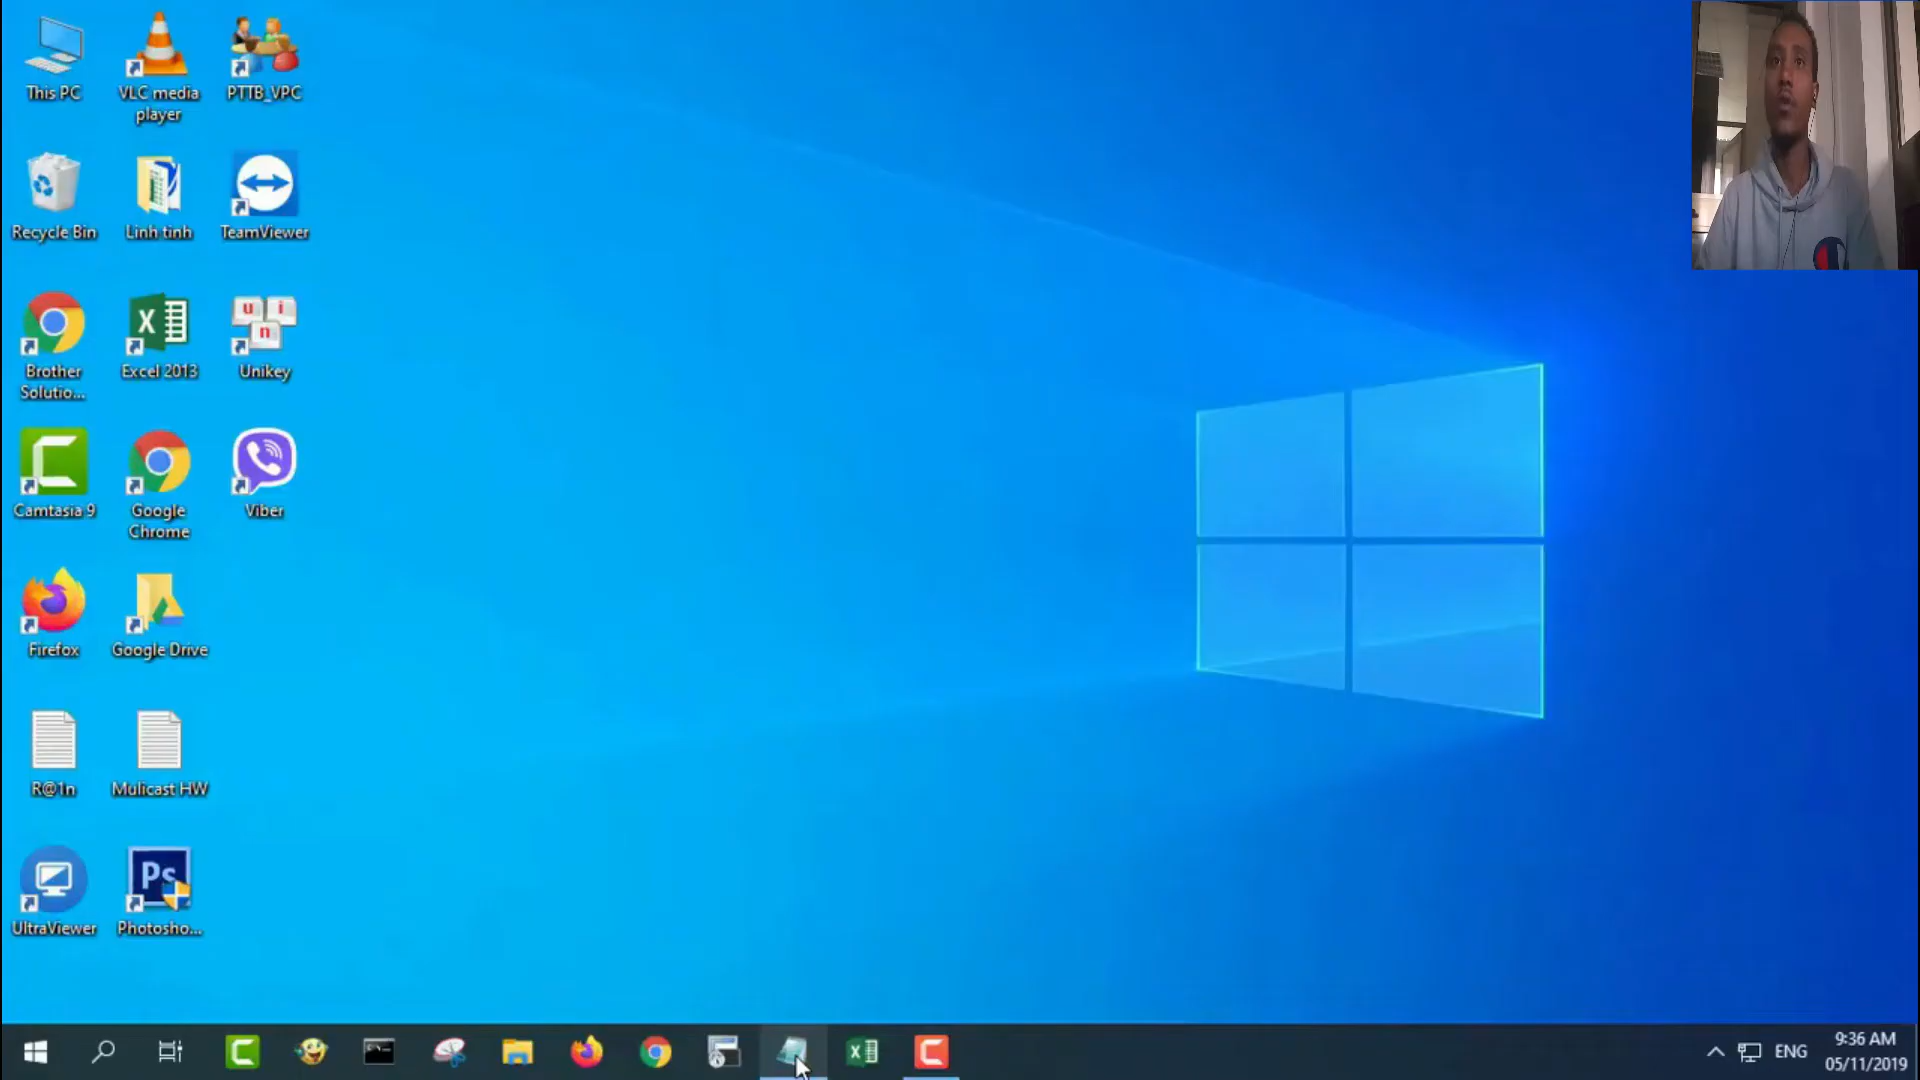 This PC
VLC media
player
PTTB_VPC
Recycle Bin
Linh tinh
TeamViewer
Brother
Solutio...
Excel 2013
Unikey
Camtasia 9
Google
Chrome
Viber
Firefox
Google Drive
R@1n
Mulicast HW
UltraViewer
Ps
Photosho...
ENG
9:36 AM
05/11/2019